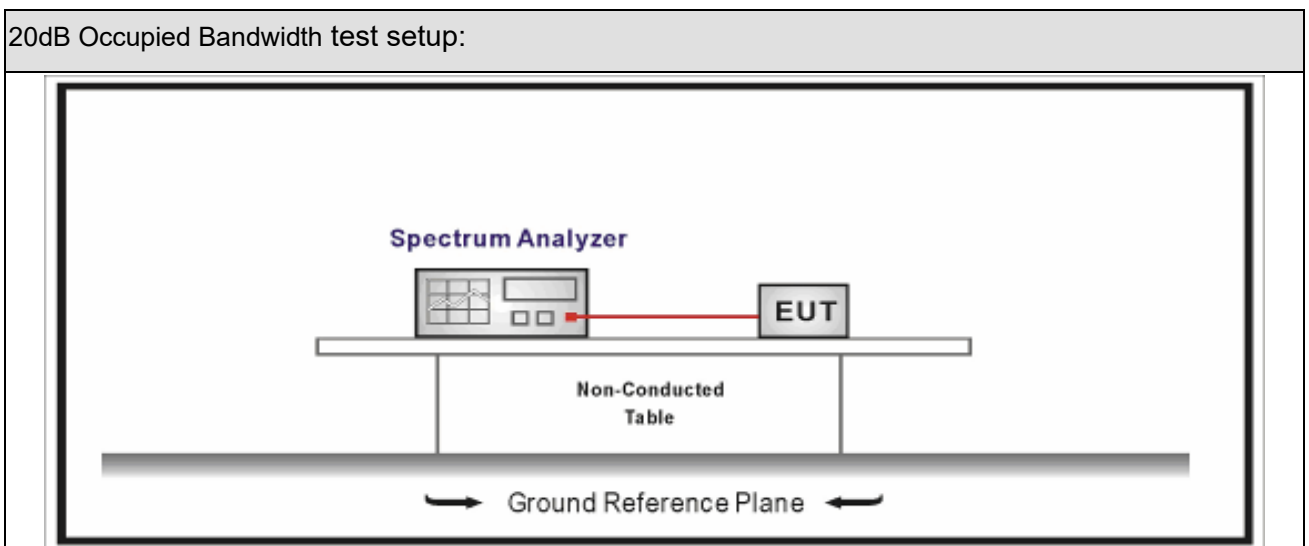 20dB Occupied Bandwidth test setup:
Spectrum Analyzer
EUT
Non-Conducted
Table
Ground Reference Plane